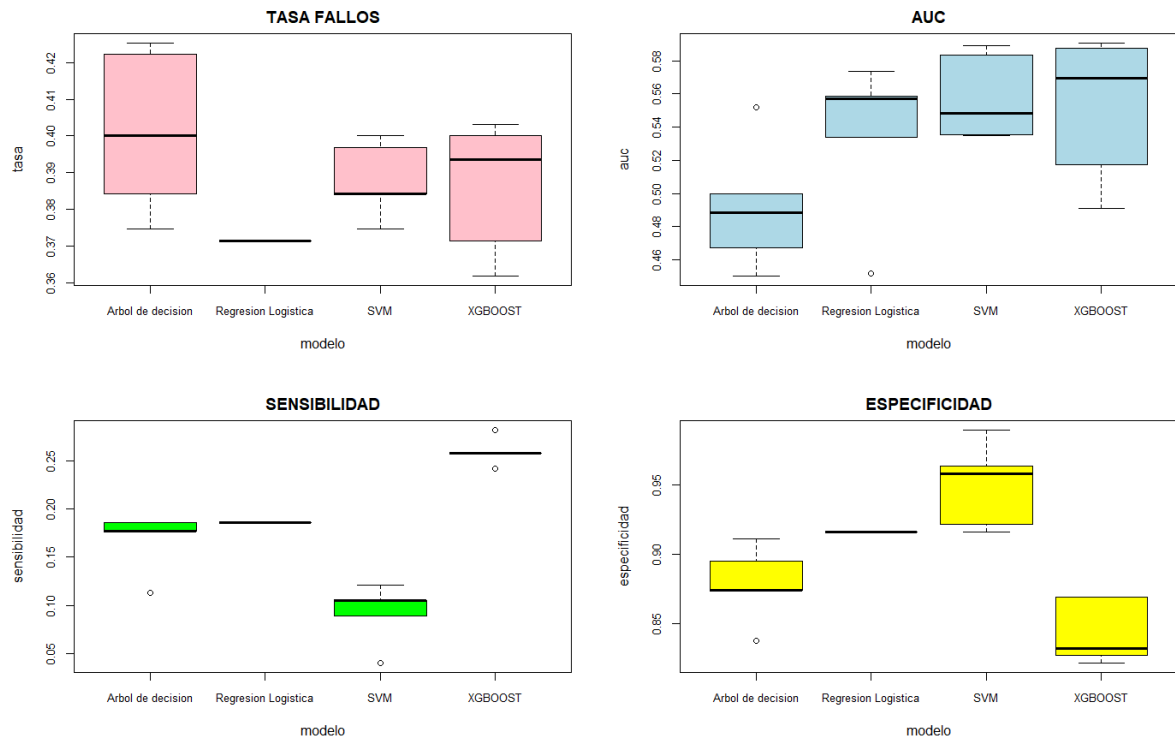 TASA FALLOS
tasa
0.36 0.37 0.38 0.39 0.40 0.41 0.42
Arbol de decision Regresion Logistica SVM XGBOOST
modelo
AUC
auc
0.46 0.48 0.50 0.52 0.54 0.56 0.58
Arbol de decision Regresion Logistica SVM XGBOOST
modelo
SENSIBILIDAD
sensibilidad
0.05 0.10 0.15 0.20 0.25
Arbol de decision Regresion Logistica SVM XGBOOST
modelo
ESPECIFICIDAD
especificidad
0.85 0.90 0.95
Arbol de decision Regresion Logistica SVM XGBOOST
modelo